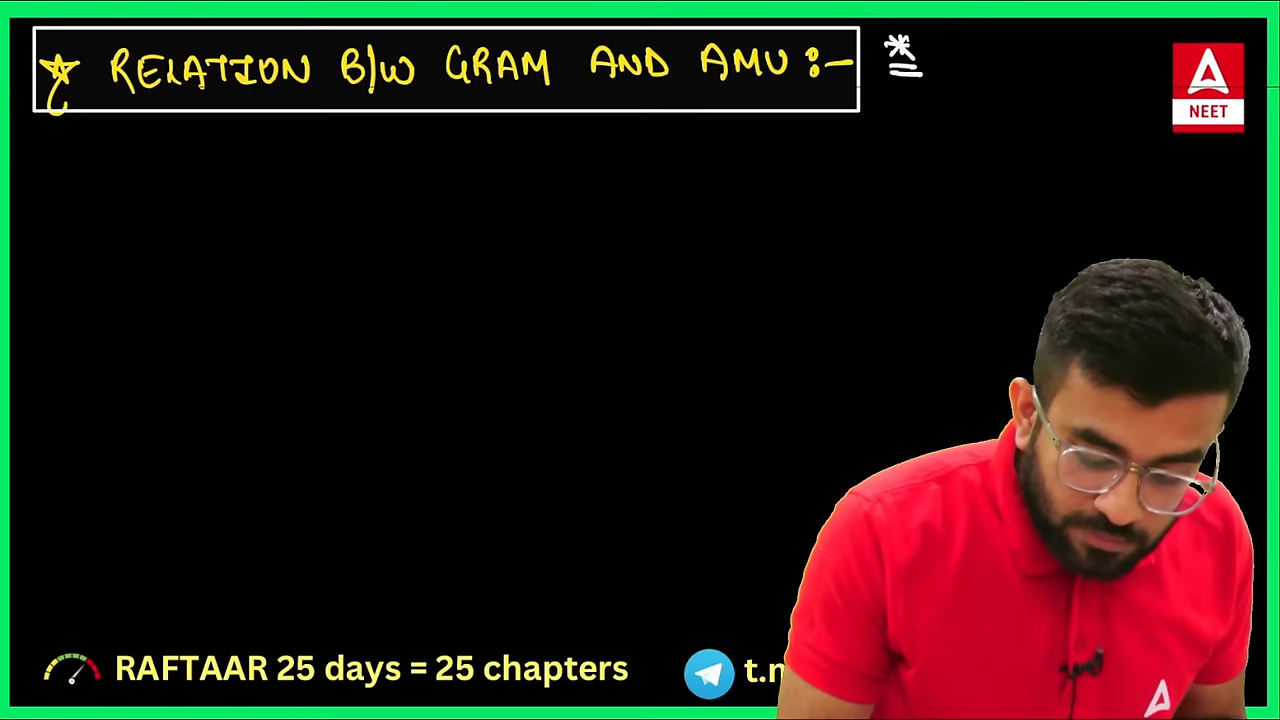 ☆ RELATION B/W GRAM AND AMU :-
NEET
RAFTAAR 25 days = 25 chapters